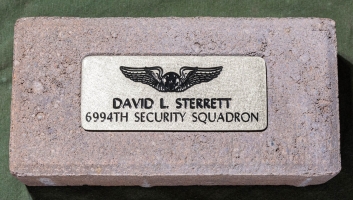 DAVID L. STERRETT
6994TH SECURITY SQUADRON